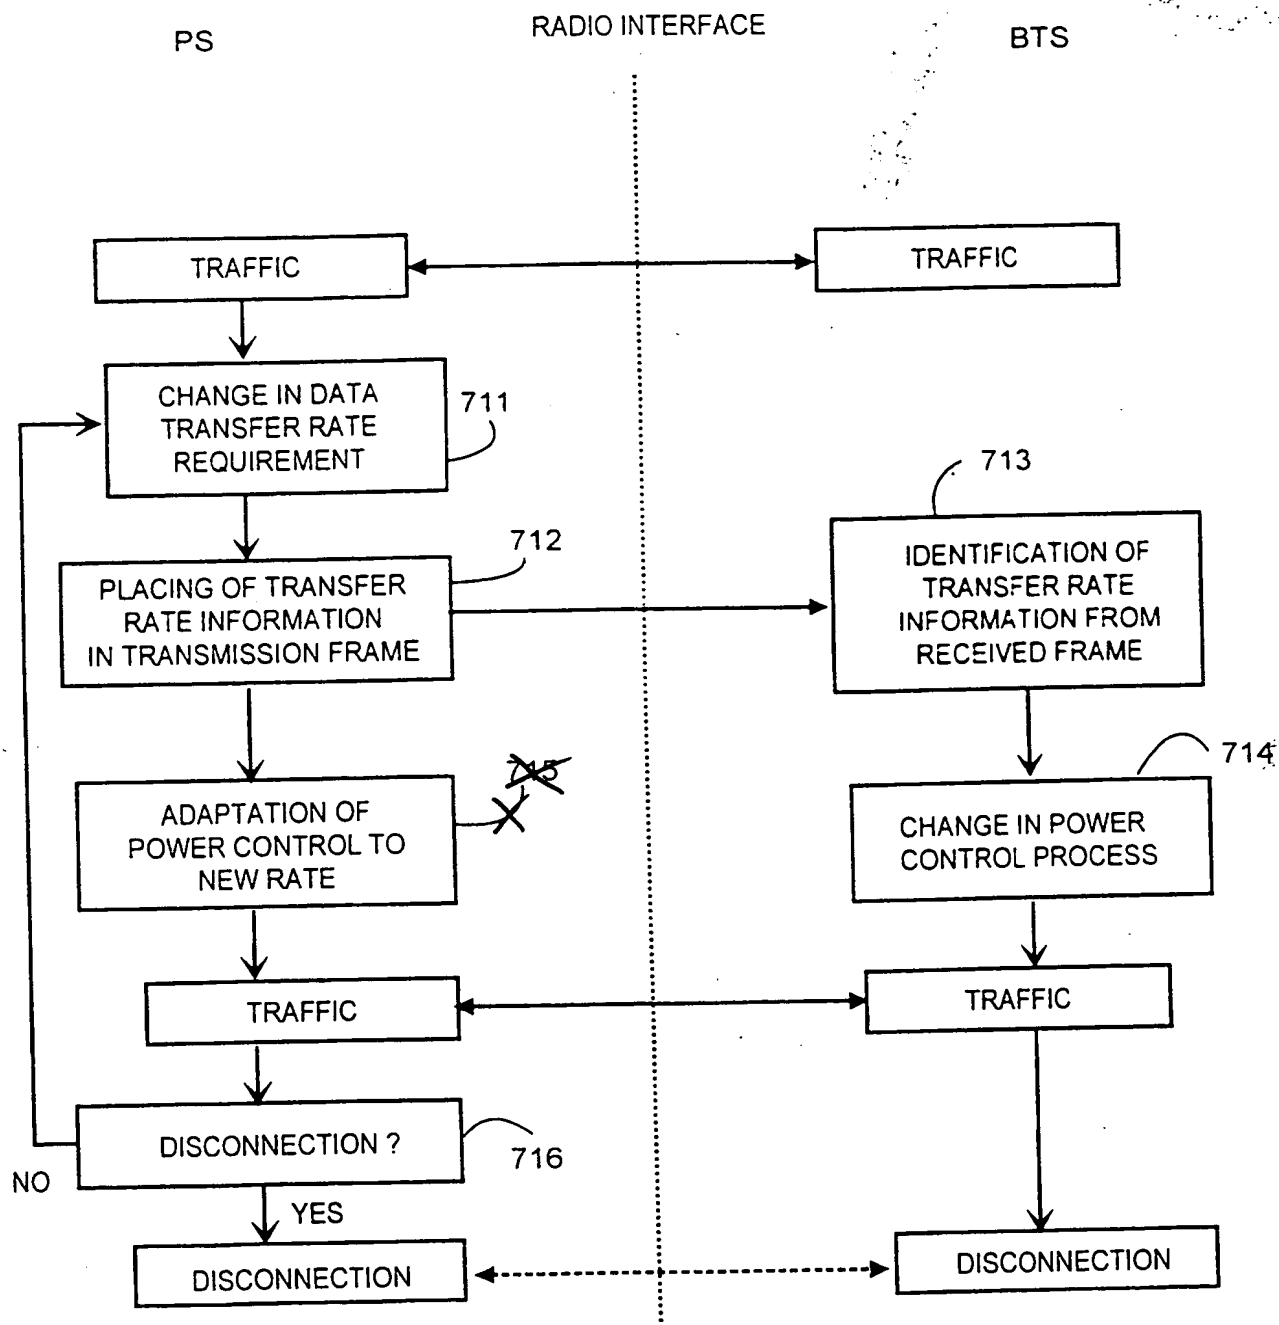 PS
RADIO INTERFACE
BTS
TRAFFIC
TRAFFIC
CHANGE IN DATA
TRANSFER RATE
REQUIREMENT
711
712
PLACING OF TRANSFER
RATE INFORMATION
IN TRANSMISSION FRAME
713
IDENTIFICATION OF
TRANSFER RATE
INFORMATION FROM
RECEIVED FRAME
715
ADAPTATION OF
POWER CONTROL TO
NEW RATE
714
CHANGE IN POWER
CONTROL PROCESS
TRAFFIC
TRAFFIC
DISCONNECTION ?
716
NO
YES
DISCONNECTION
DISCONNECTION